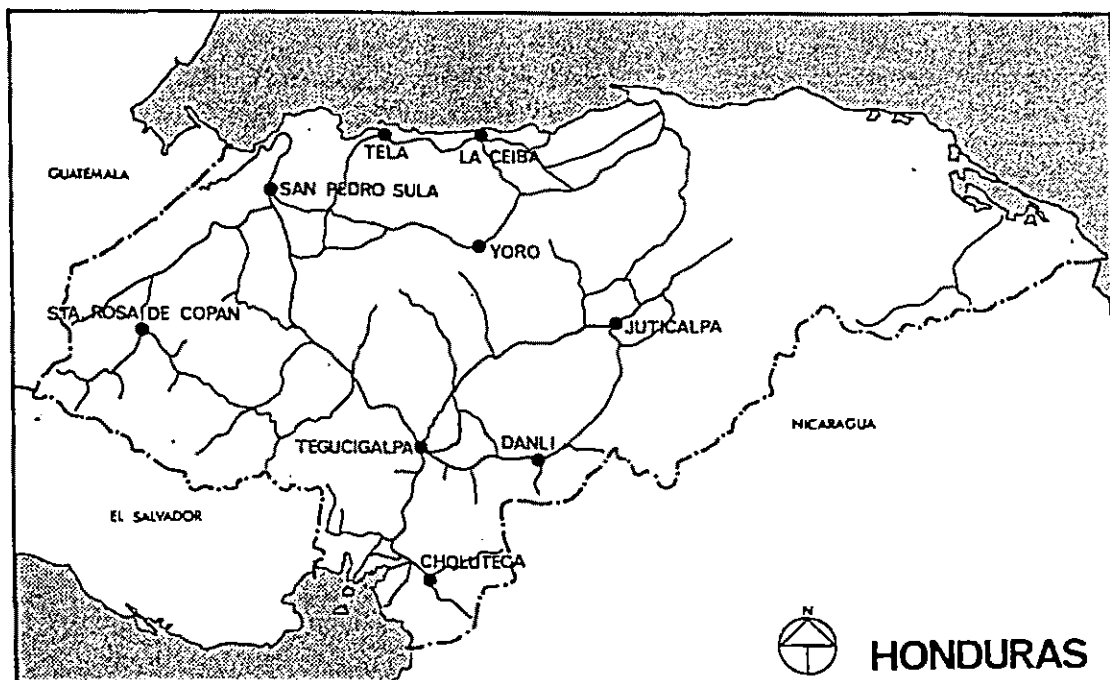 TELA
LA CEIBA
GUATEMALA
SAN PEDRO SULA
YORO
STA ROSA DE COPAN
JUTICALPA
NICARAGUA
TEGUCIGALPA
DANLI
EL SALVADOR
CHOLUTECA
N
HONDURAS